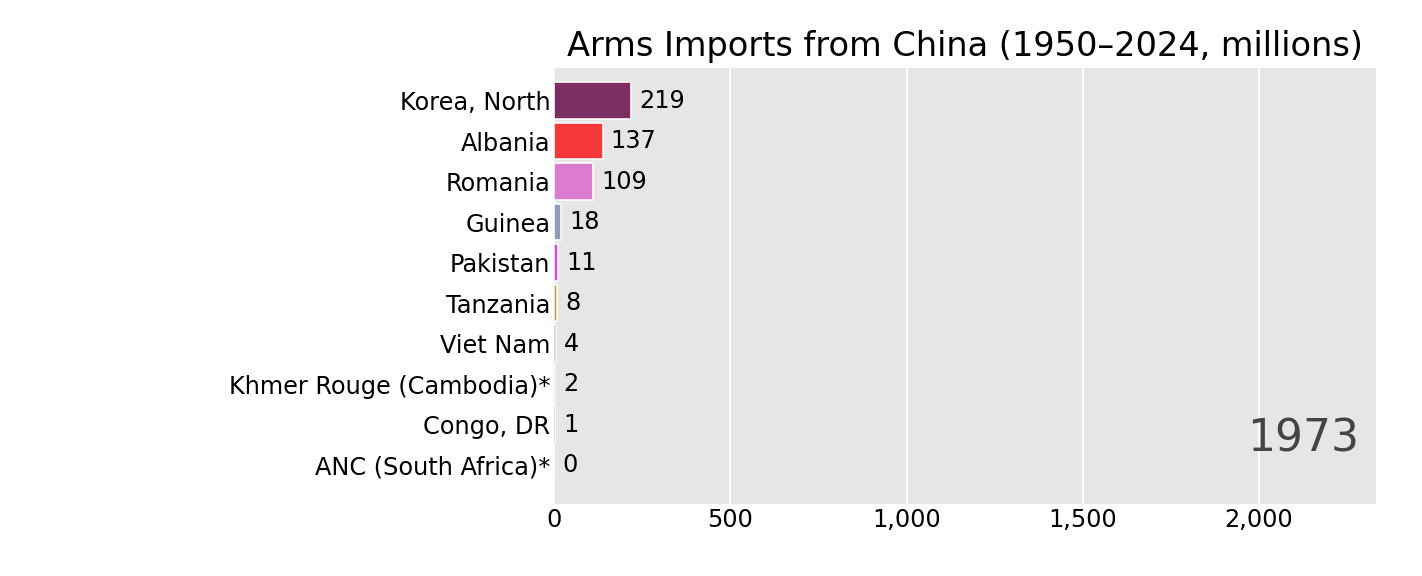 Arms Imports from China (1950–2024, millions)
Korea, North 219
Albania 137
Romania 109
Guinea 18
Pakistan 11
Tanzania 8
Viet Nam 4
Khmer Rouge (Cambodia)* 2
Congo, DR 1
1973
ANC (South Africa)* 0
0 500 1,000 1,500 2,000